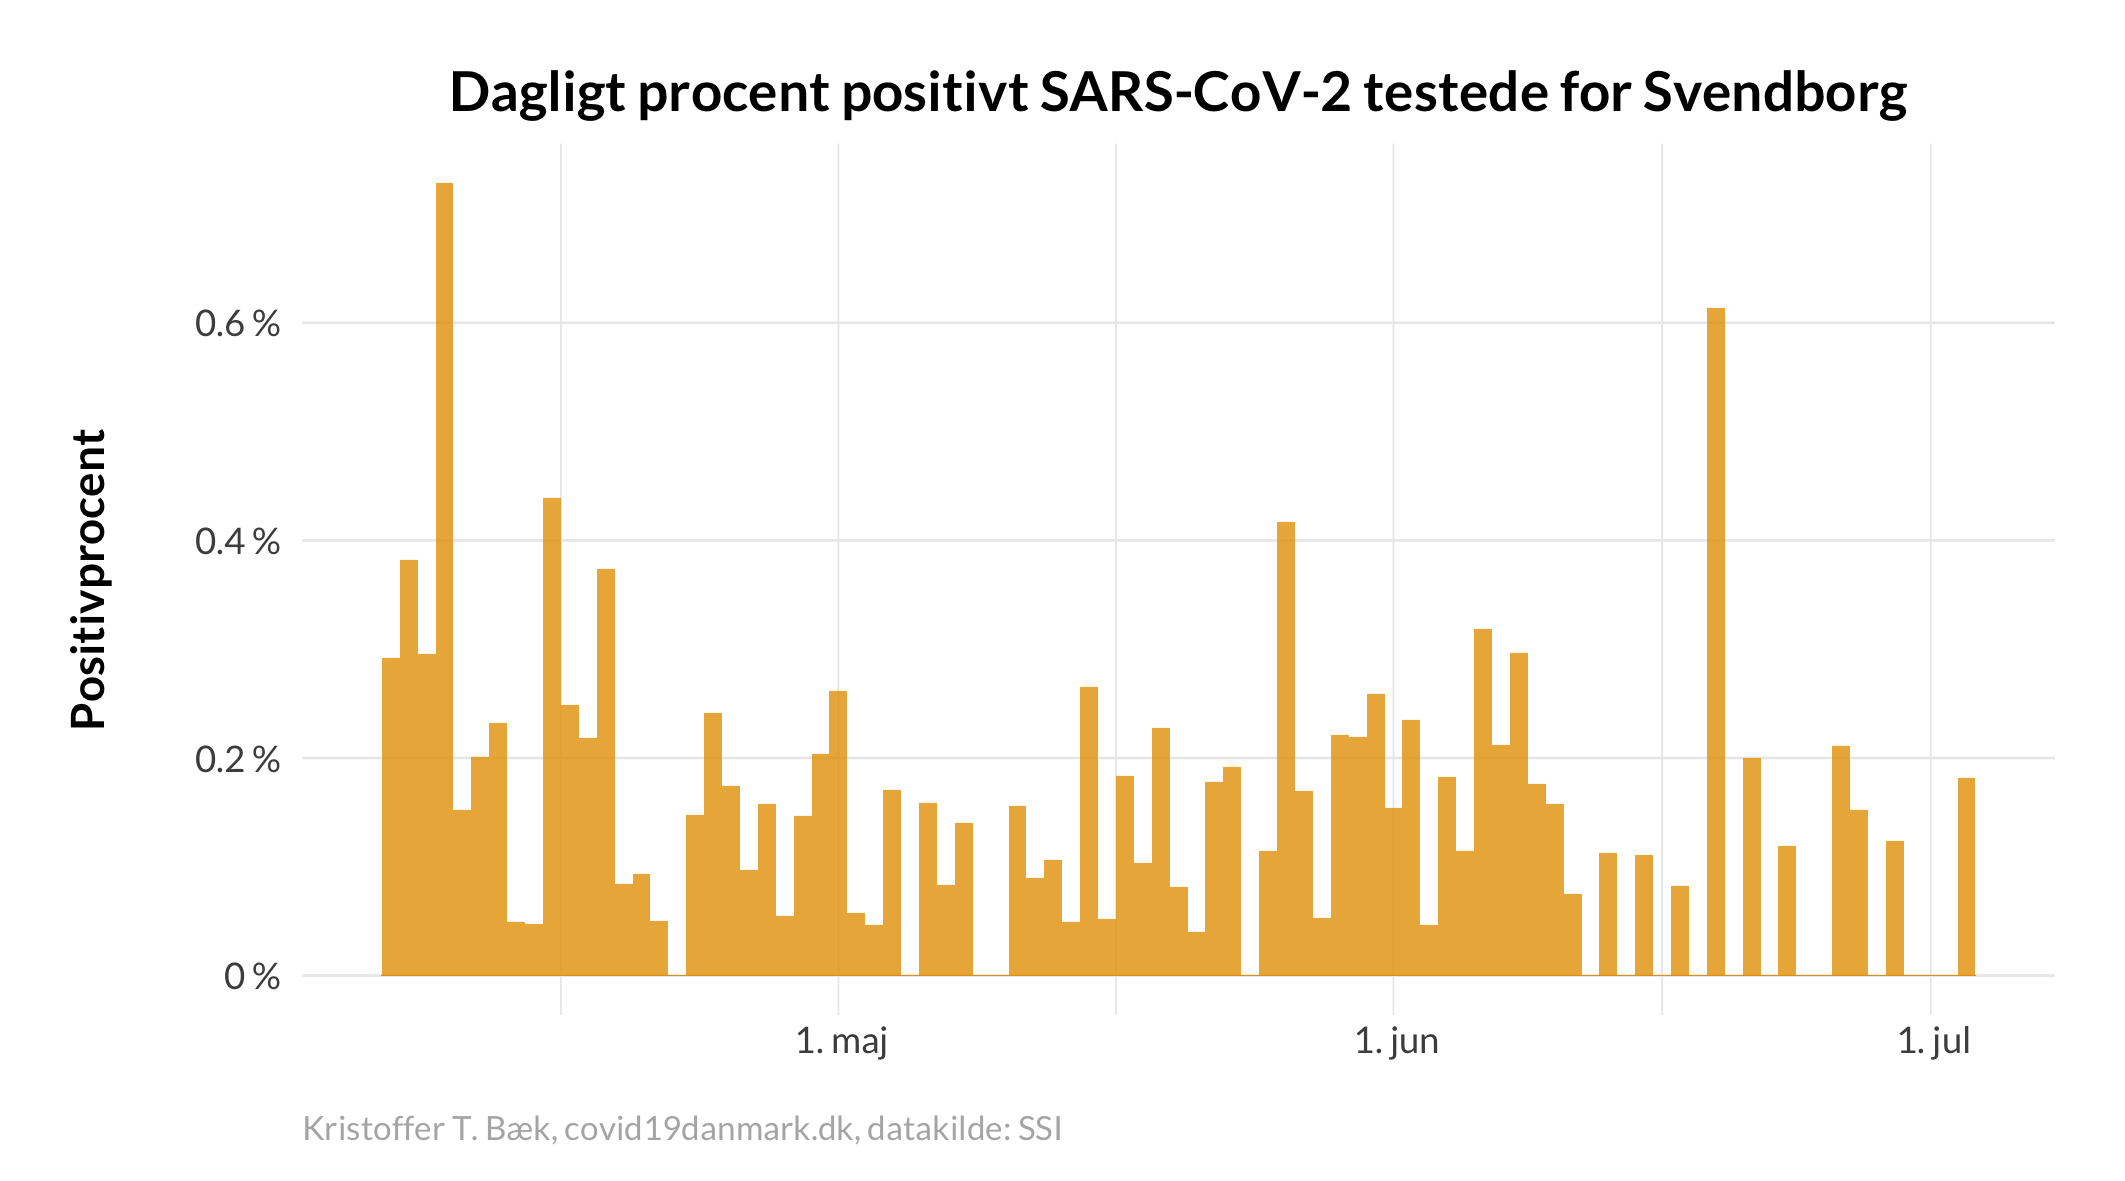 Dagligt procent positivt SARS-CoV-2 testede for Svendborg
Positivprocent
0.6 %
0.4 %
0.2 %
0 %
1. maj
1. jun
1. jul
Kristoffer T. Bæk, covid19danmark.dk, datakilde: SSI